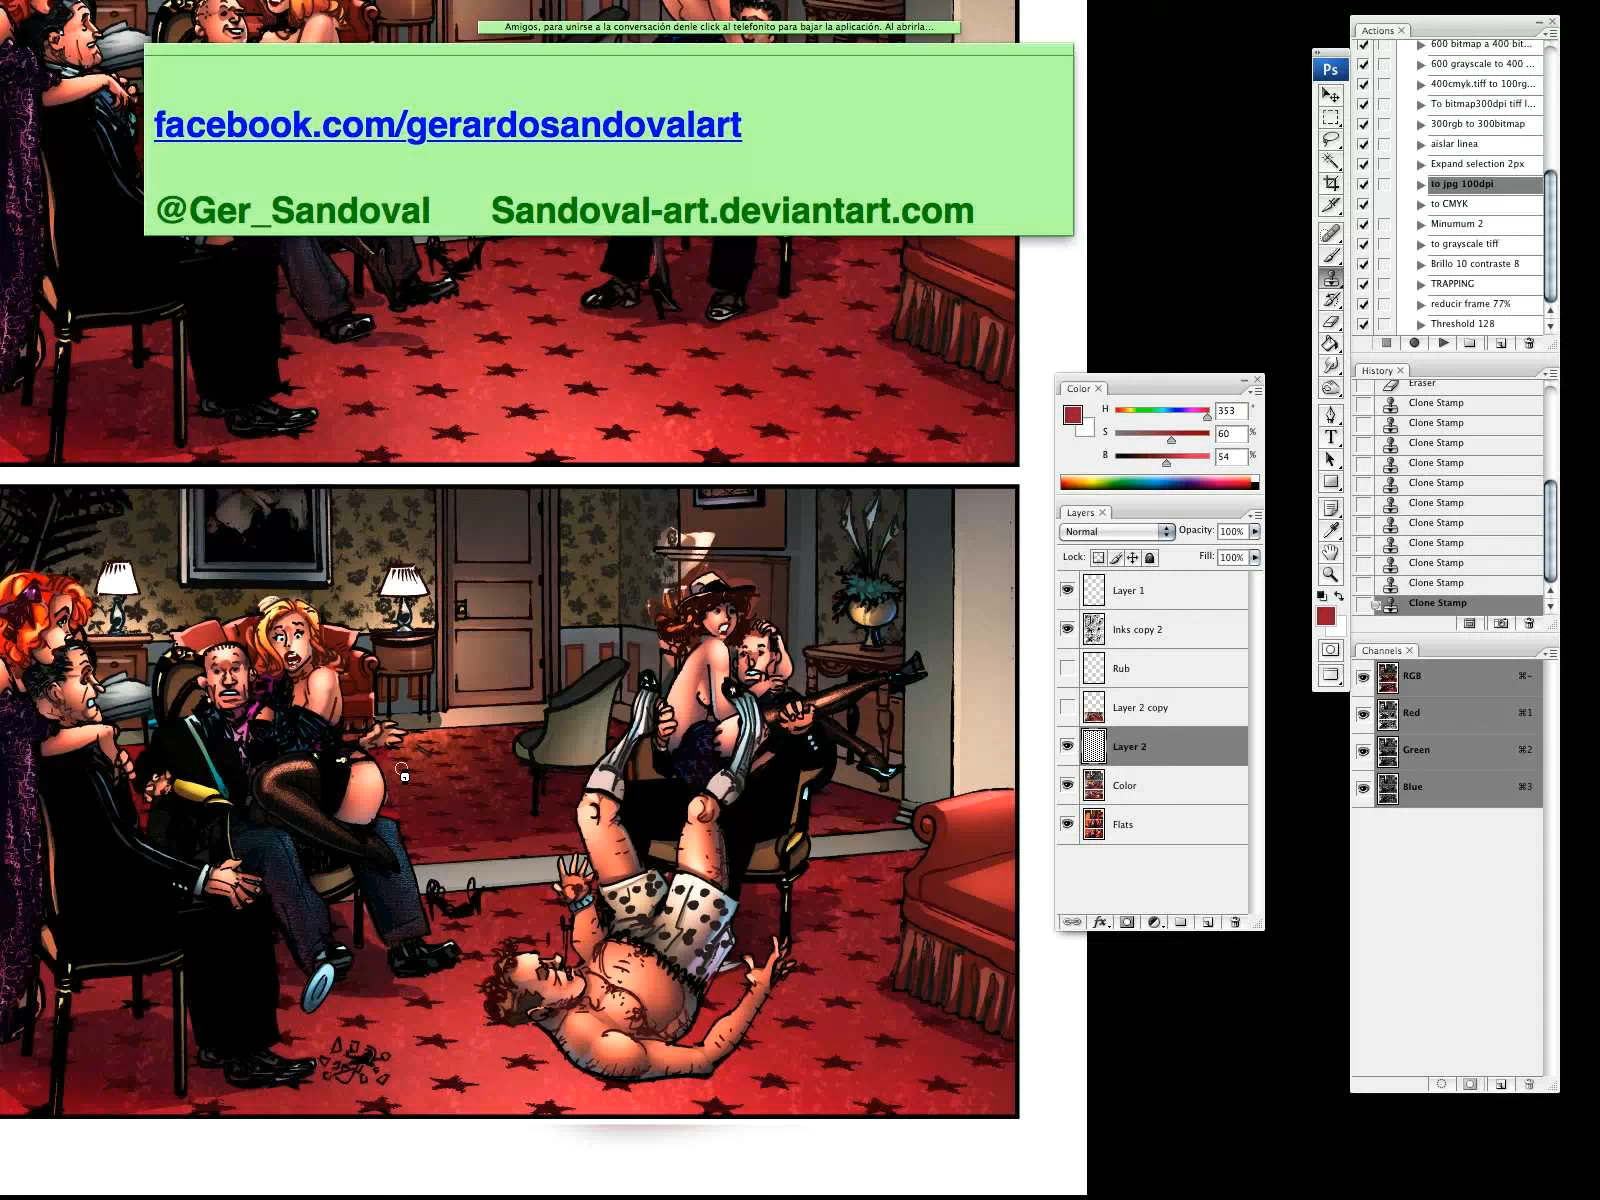 Amigos, para unirse a la conversación denle click al telefonito para bajar la aplicación. Al abrirla...
facebook.com/gerardosandovalart
@Ger_Sandoval Sandoval-art.deviantart.com
Actions
600 bitmap a 400 bit...
600 grayscale to 400 ...
400cmyk.tiff to 100rg...
To bitmap300dpi tiff l...
300rgb to 300bitmap
aislar linea
Expand selection 2px
to jpg 100dpi
to CMYK
Minumum 2
to grayscale tiff
Brillo 10 contraste 8
TRAPPING
reducir frame 77%
Threshold 128
Ps
T
History
Eraser
Clone Stamp
Clone Stamp
Clone Stamp
Clone Stamp
Clone Stamp
Clone Stamp
Clone Stamp
Clone Stamp
Clone Stamp
Clone Stamp
Clone Stamp
Color
H 353 °
S 60 %
B 54 %
Layers
Normal Opacity: 100%
Lock: Fill: 100%
Layer 1
Inks copy 2
Rub
Layer 2 copy
Layer 2
Color
Flats
fx
Channels
RGB ⌘~
Red ⌘1
Green ⌘2
Blue ⌘3